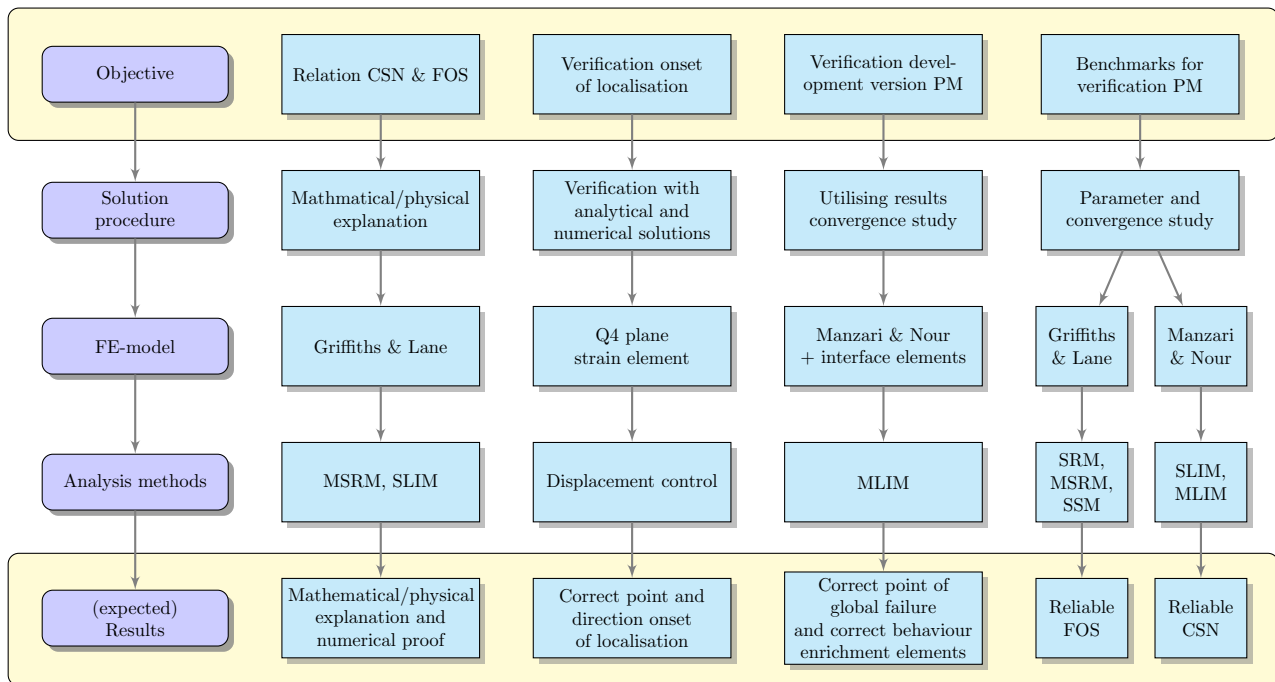 Objective
Relation CSN & FOS
Verification onset
of localisation
Verification devel-
opment version PM
Benchmarks for
verification PM
Solution
procedure
Mathmatical/physical
explanation
Verification with
analytical and
numerical solutions
Utilising results
convergence study
Parameter and
convergence study
FE-model
Griffiths & Lane
Q4 plane
strain element
Manzari & Nour
+ interface elements
Griffiths
& Lane
Manzari
& Nour
Analysis methods
MSRM, SLIM
Displacement control
MLIM
SRM,
MSRM,
SSM
SLIM,
MLIM
(expected)
Results
Mathematical/physical
explanation and
numerical proof
Correct point and
direction onset
of localisation
Correct point of
global failure
and correct behaviour
enrichment elements
Reliable
FOS
Reliable
CSN